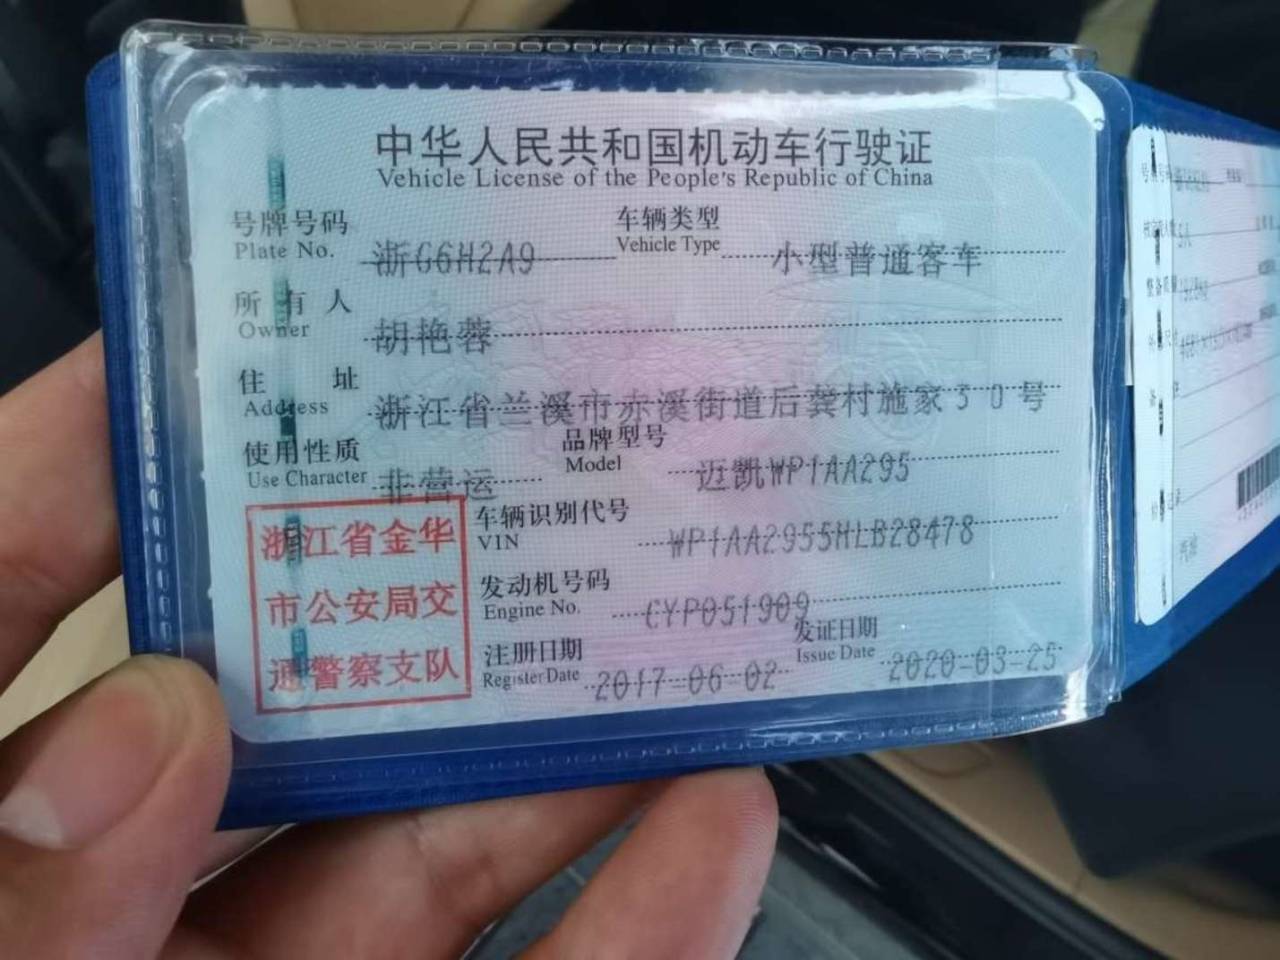 中华人民共和国机动车行驶证
Vehicle License of the People's Republic of China
号牌号码 浙G6H2A9 车辆类型 小型普通客车
Plate No. Vehicle Type
所有人 胡艳蓉
Owner
住址 浙江省兰溪市赤溪街道后龚村施家30号
Address
使用性质 非营运 品牌型号 迈凯WP1AA295
Use Character Model
浙江省金华
市公安局交
通警察支队
车辆识别代号 WP1AA2955HLB28478
VIN
发动机号码 CYP051909
Engine No.
注册日期 2017-06-02 发证日期 2020-03-25
Register Date Issue Date